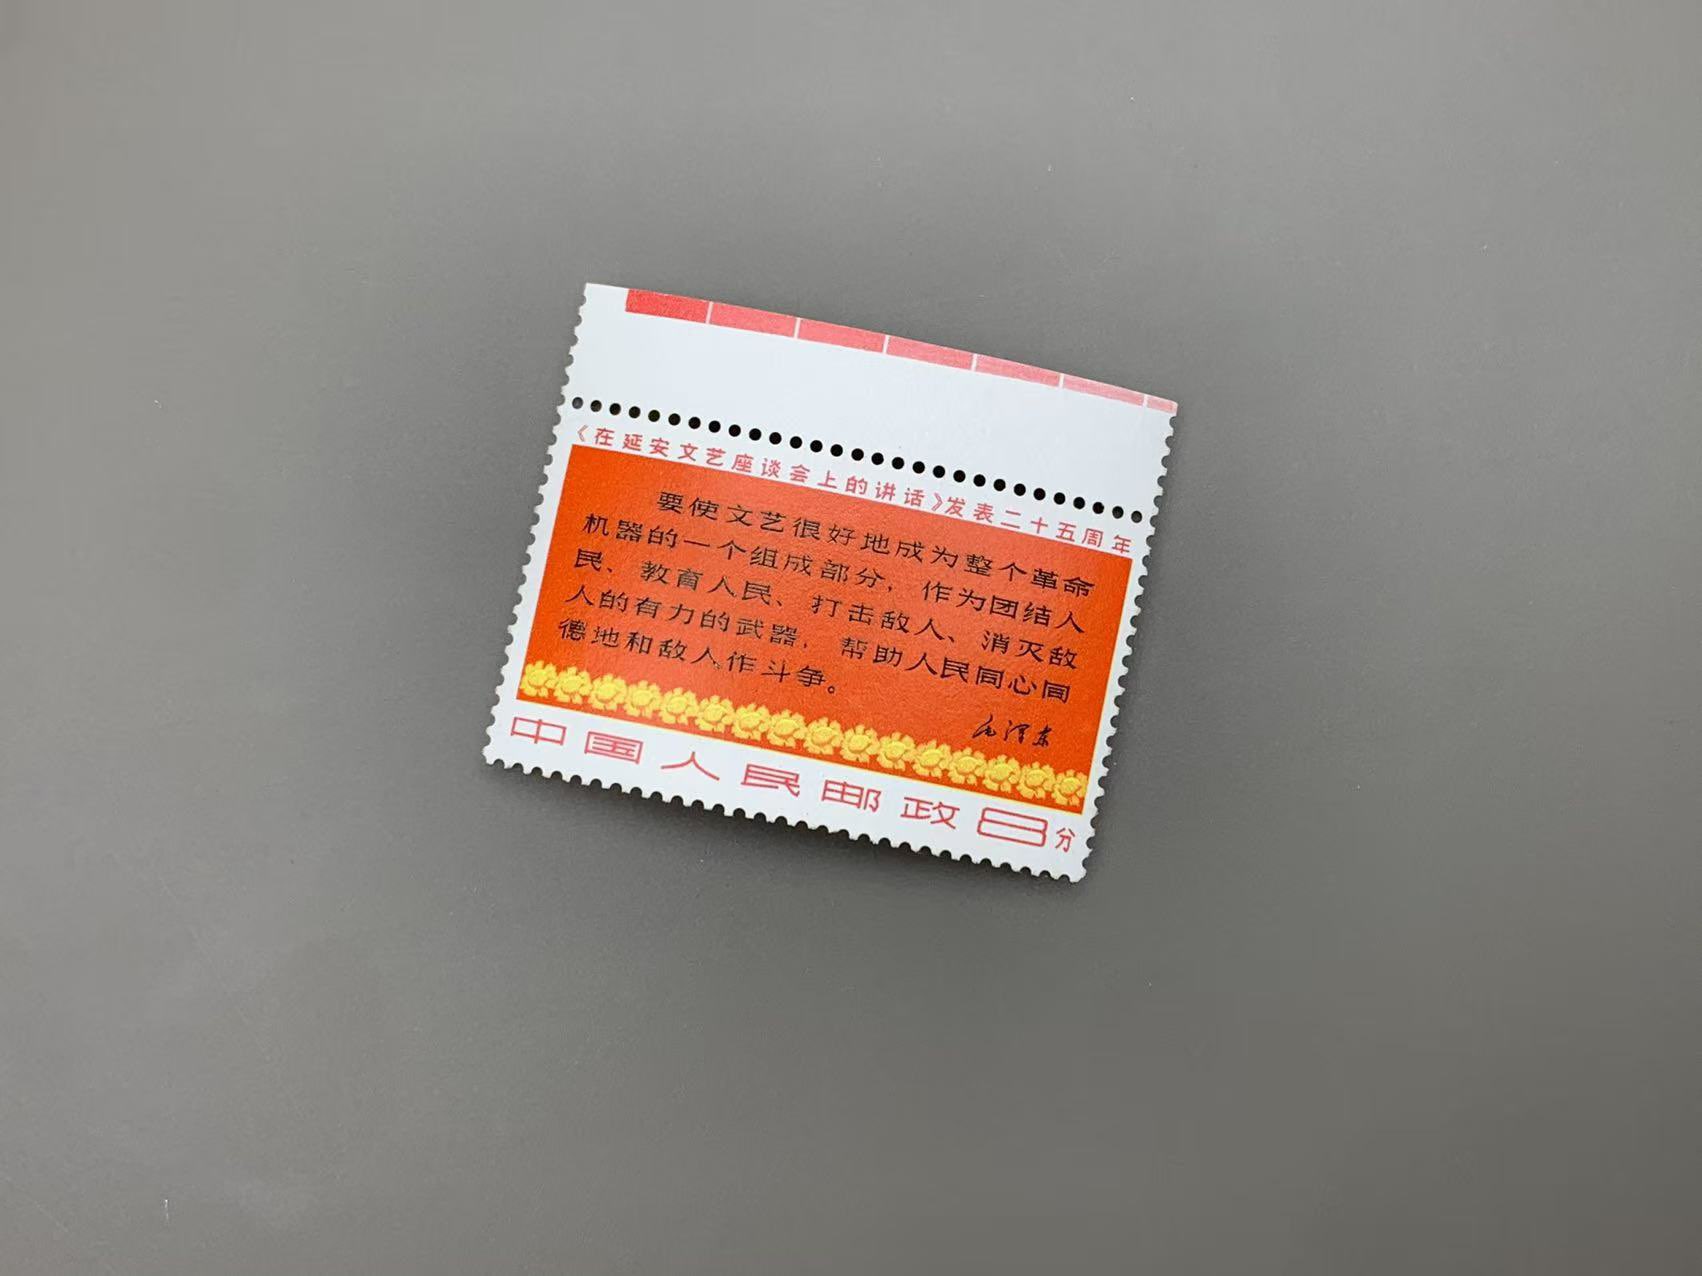 《在延安文艺座谈会上的讲话》发表二十五周年
要使文艺很好地成为整个革命
机器的一个组成部分，作为团结人
民、教育人民、打击敌人、消灭敌
人的有力的武器，帮助人民同心同
德地和敌人作斗争。
毛泽东
中国人民邮政8分